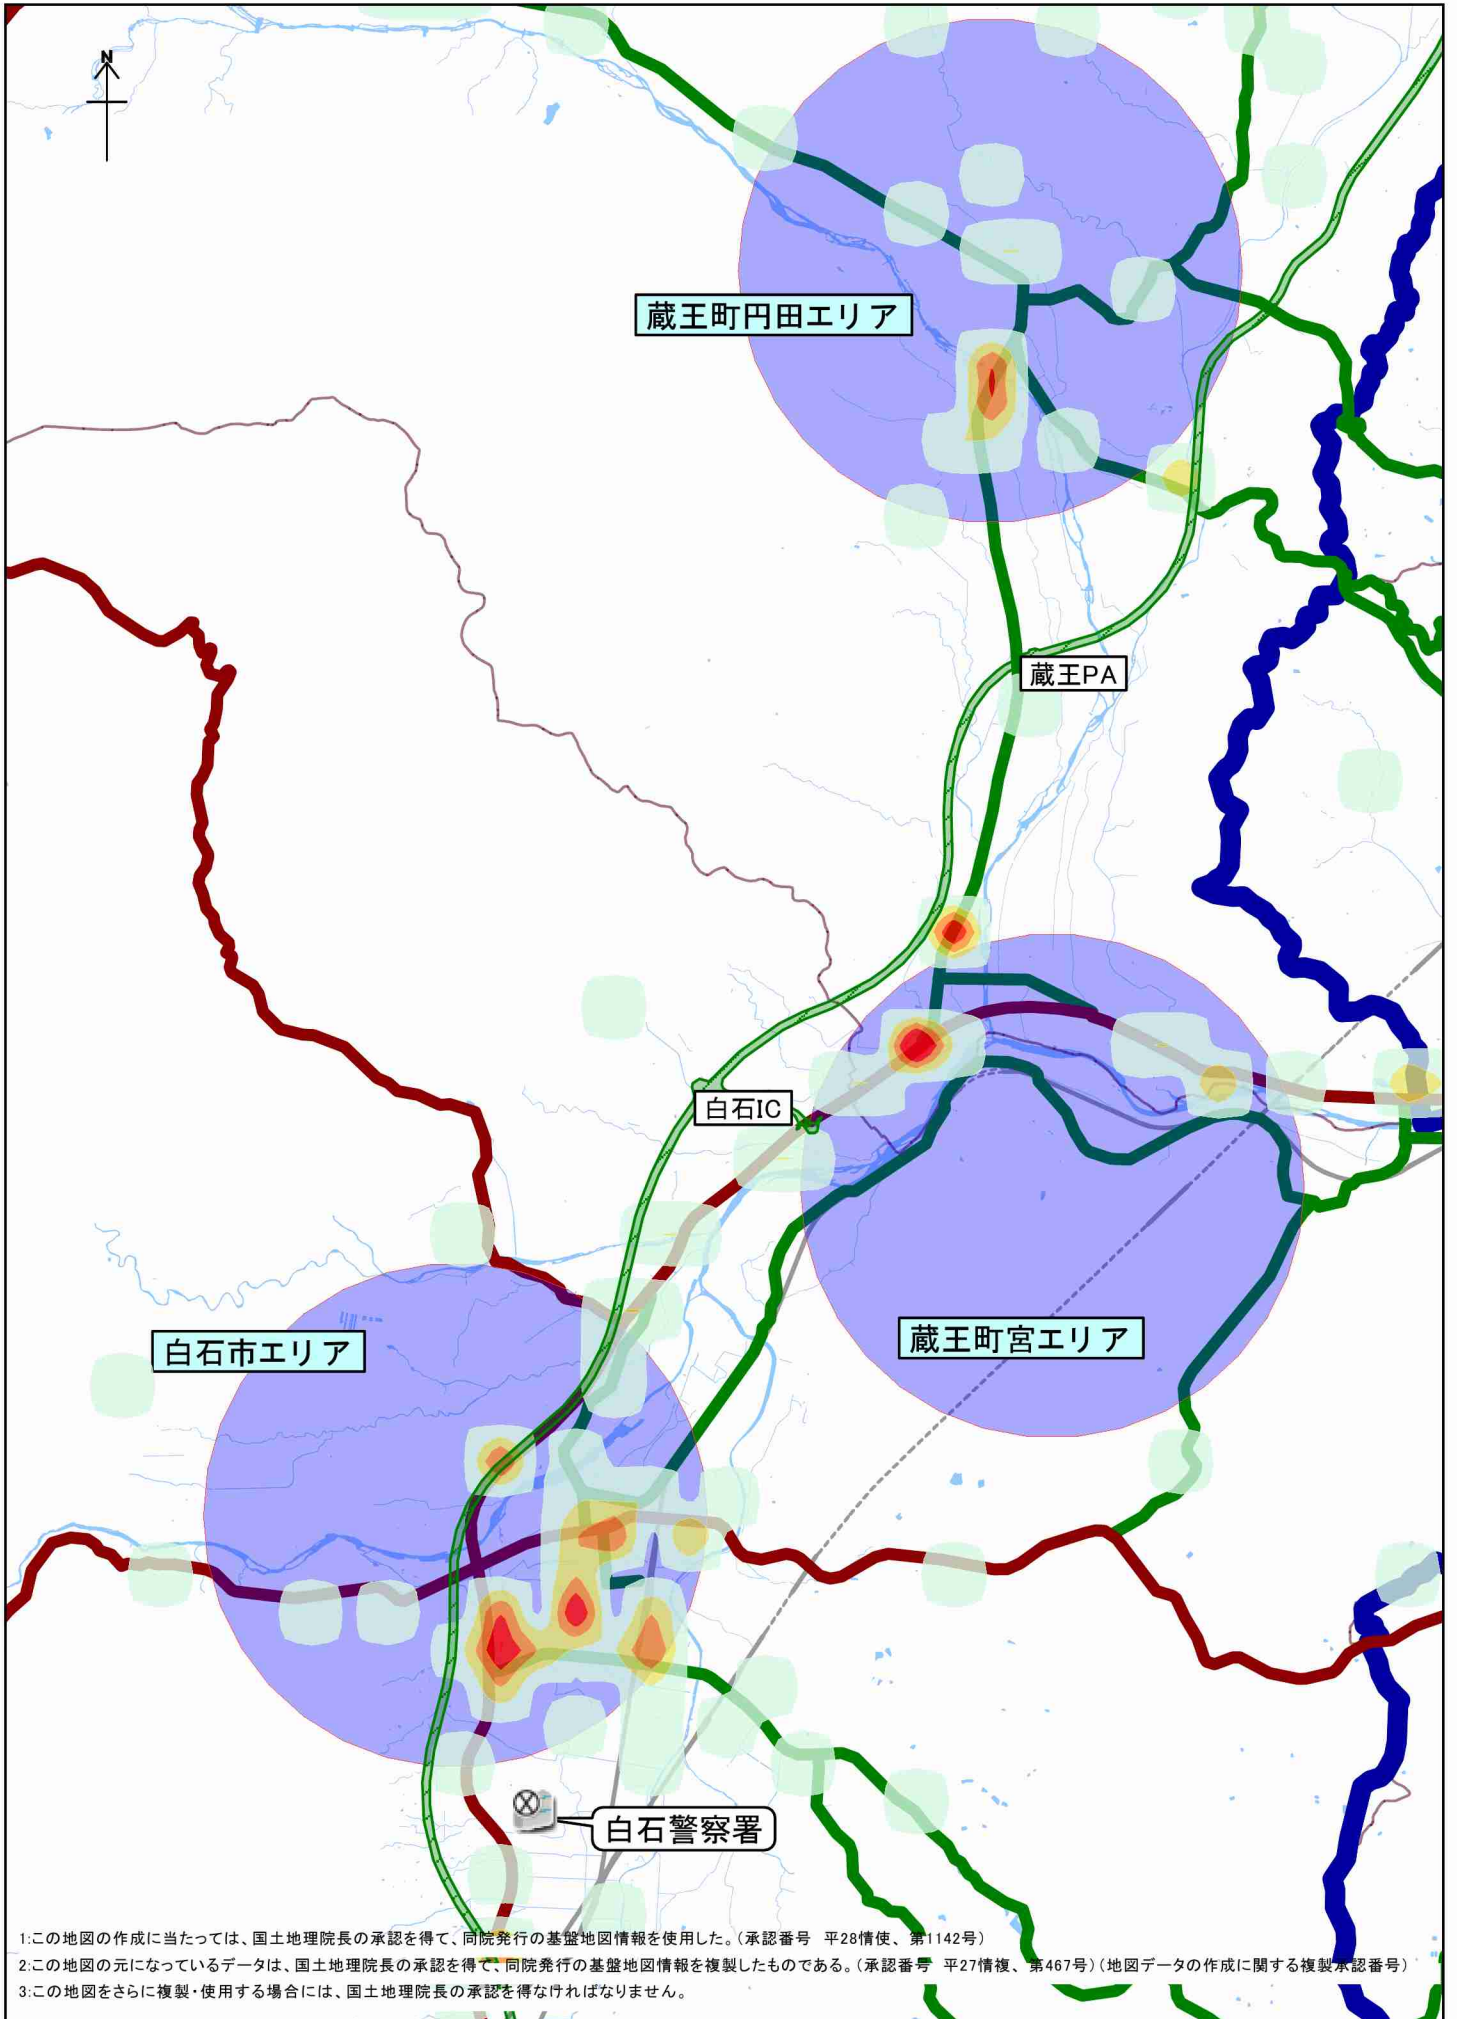 N
蔵王町円田エリア
蔵王PA
白石IC
蔵王町宮エリア
白石市エリア
白石警察署
1:この地図の作成に当たっては、国土地理院長の承認を得て、同院発行の基盤地図情報を使用した。(承認番号 平28情使、第1142号)
2:この地図の元になっているデータは、国土地理院長の承認を得て、同院発行の基盤地図情報を複製したものである。(承認番号 平27情複、第467号)(地図データの作成に関する複製承認番号)
3:この地図をさらに複製・使用する場合には、国土地理院長の承認を得なければなりません。